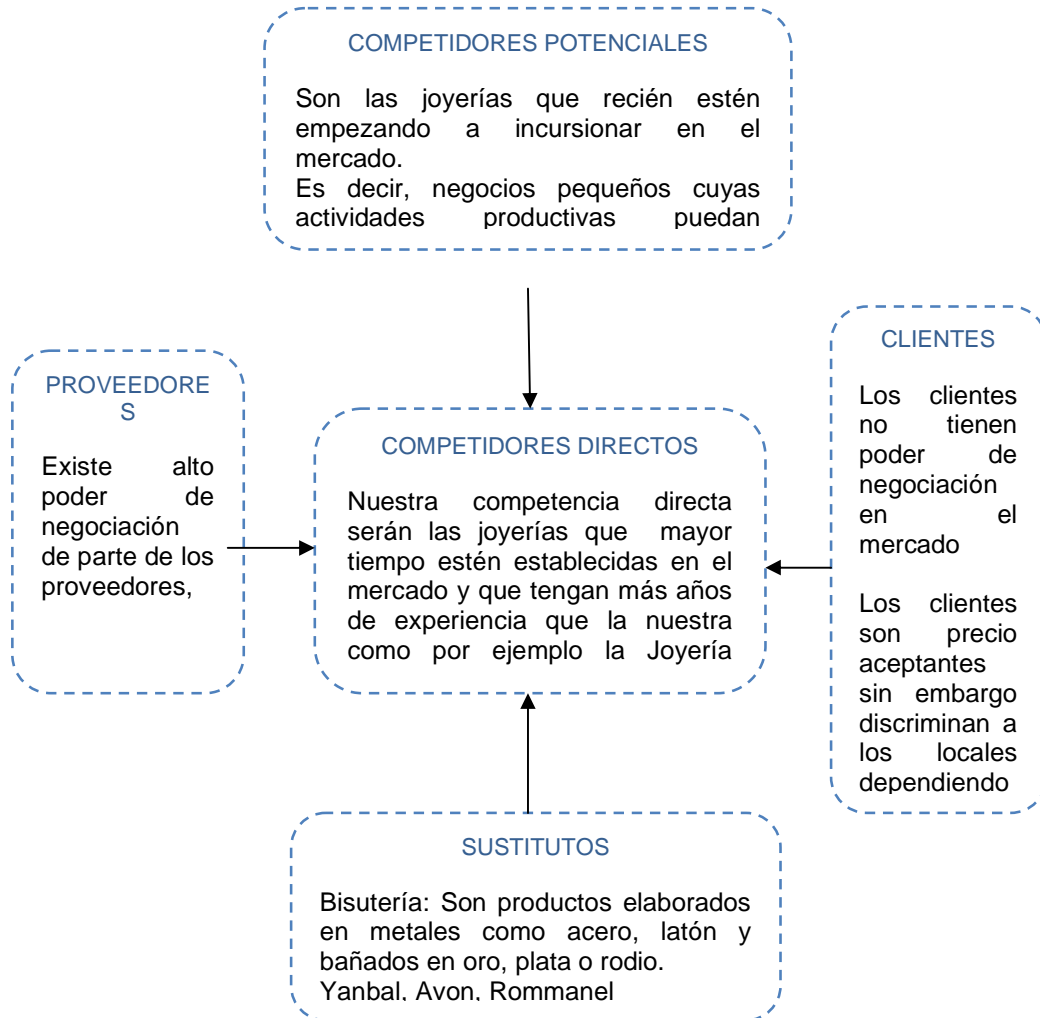 COMPETIDORES POTENCIALES
Son las joyerías que recién estén
empezando a incursionar en el
mercado.
Es decir, negocios pequeños cuyas
actividades productivas puedan
PROVEEDORE
S
Existe alto
poder de
negociación
de parte de los
proveedores,
COMPETIDORES DIRECTOS
Nuestra competencia directa
serán las joyerías que mayor
tiempo estén establecidas en el
mercado y que tengan más años
de experiencia que la nuestra
como por ejemplo la Joyería
CLIENTES
Los clientes
no tienen
poder de
negociación
en el
mercado
Los clientes
son precio
aceptantes
sin embargo
discriminan a
los locales
dependiendo
SUSTITUTOS
Bisutería: Son productos elaborados
en metales como acero, latón y
bañados en oro, plata o rodio.
Yanbal, Avon, Rommanel